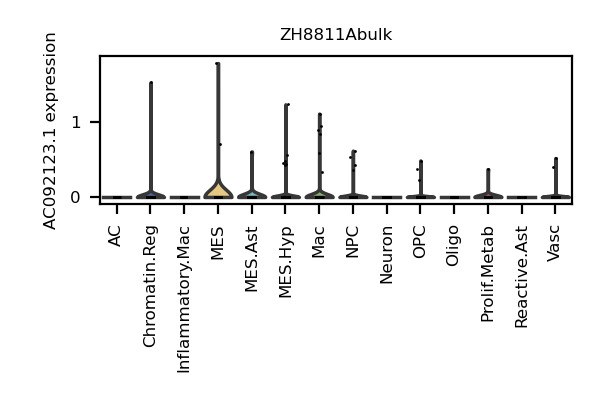 ZH8811Abulk
AC092123.1 expression
1
0
AC
Chromatin.Reg
Inflammatory.Mac
MES
MES.Ast
MES.Hyp
Mac
NPC
Neuron
OPC
Oligo
Prolif.Metab
Reactive.Ast
Vasc